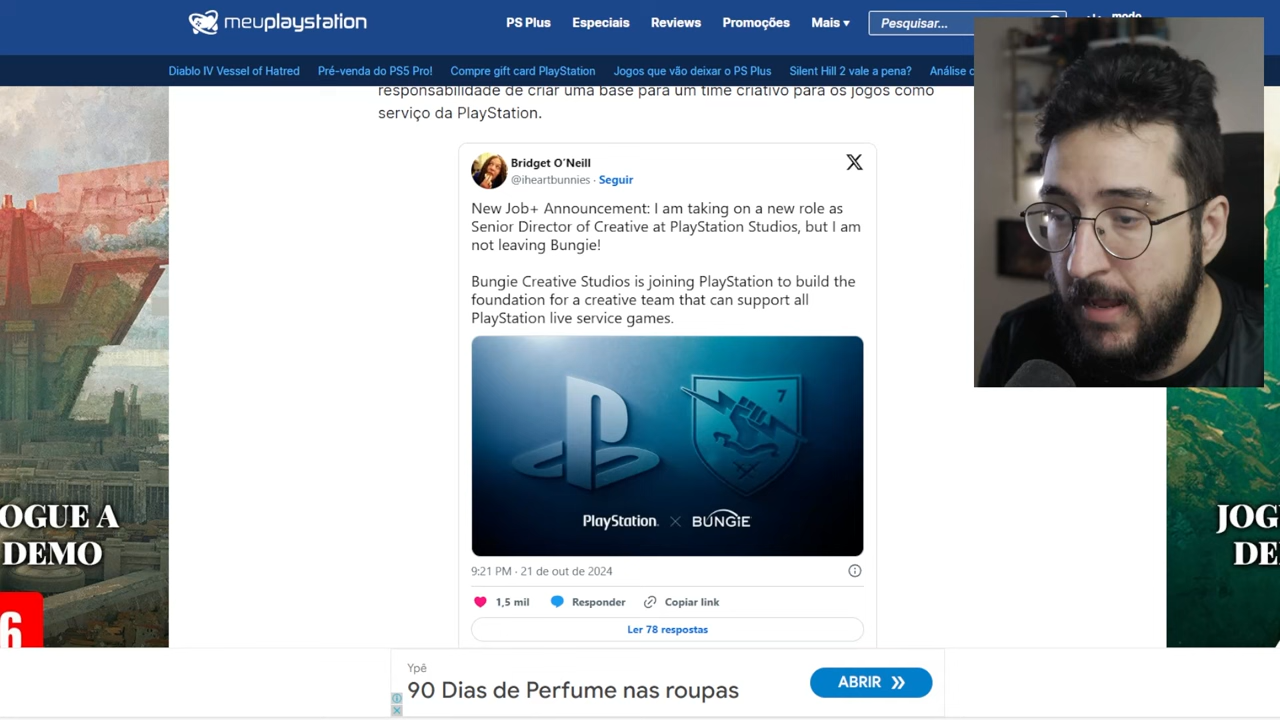 meuplaystation
PS Plus
Especiais
Reviews
Promoções
Mais
Pesquisar...
modo
Diablo IV Vessel of Hatred
Pré-venda do PS5 Pro!
Compre gift card PlayStation
Jogos que vão deixar o PS Plus
Silent Hill 2 vale a pena?
Análise
responsabilidade de criar uma base para um time criativo para os jogos como
serviço da PlayStation.
Bridget O'Neill
@iheartbunnies · Seguir
New Job+ Announcement: I am taking on a new role as
Senior Director of Creative at PlayStation Studios, but I am
not leaving Bungie!
Bungie Creative Studios is joining PlayStation to build the
foundation for a creative team that can support all
PlayStation live service games.
7
PlayStation. × BUNGiE
9:21 PM · 21 de out de 2024
1,5 mil
Responder
Copiar link
Ler 78 respostas
OGUE A
DEMO
6
JOG
DE
Ypê
90 Dias de Perfume nas roupas
ABRIR